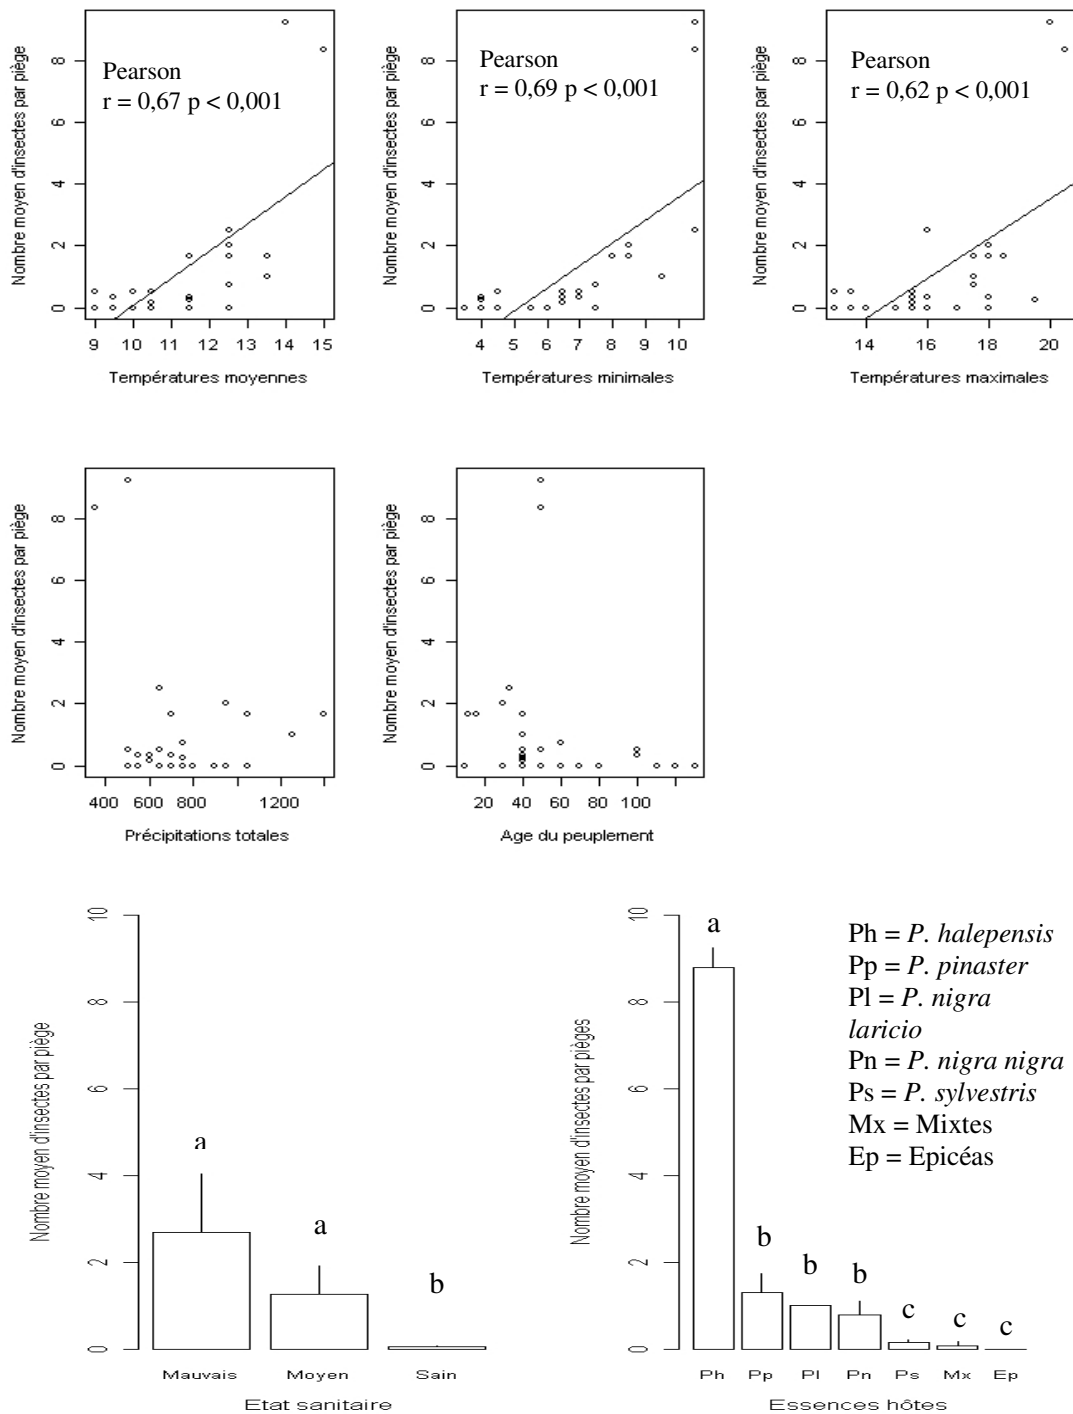 Nombre moyen d'insectes par piège
8
6
4
2
0
Pearson
r = 0,67 p < 0,001
9 10 11 12 13 14 15
Températures moyennes
Nombre moyen d'insectes par piège
8
6
4
2
0
Pearson
r = 0,69 p < 0,001
4 5 6 7 8 9 10
Températures minimales
Nombre moyen d'insectes par piège
8
6
4
2
0
Pearson
r = 0,62 p < 0,001
14 16 18 20
Températures maximales
Nombre moyen d'insectes par piège
8
6
4
2
0
400 600 800 1200
Précipitations totales
Nombre moyen d'insectes par piège
8
6
4
2
0
20 40 60 80 100
Age du peuplement
Nombre moyen d'insectes par piège
10
8
6
4
2
0
a
a
b
Mauvais Moyen Sain
Etat sanitaire
Nombre moyen d'insectes par pièges
10
8
6
4
2
0
a
b
b
b
c
c
c
Ph Pp Pl Pn Ps Mx Ep
Essences hôtes
Ph = P. halepensis
Pp = P. pinaster
Pl = P. nigra
laricio
Pn = P. nigra nigra
Ps = P. sylvestris
Mx = Mixtes
Ep = Epicéas